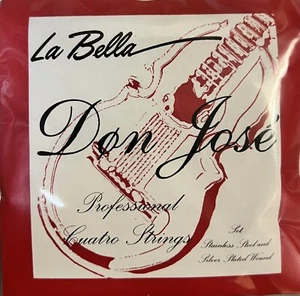 La Bella
Don José
Professional
Cuatro Strings
Set
Stainless Steel and
Silver Plated Wound